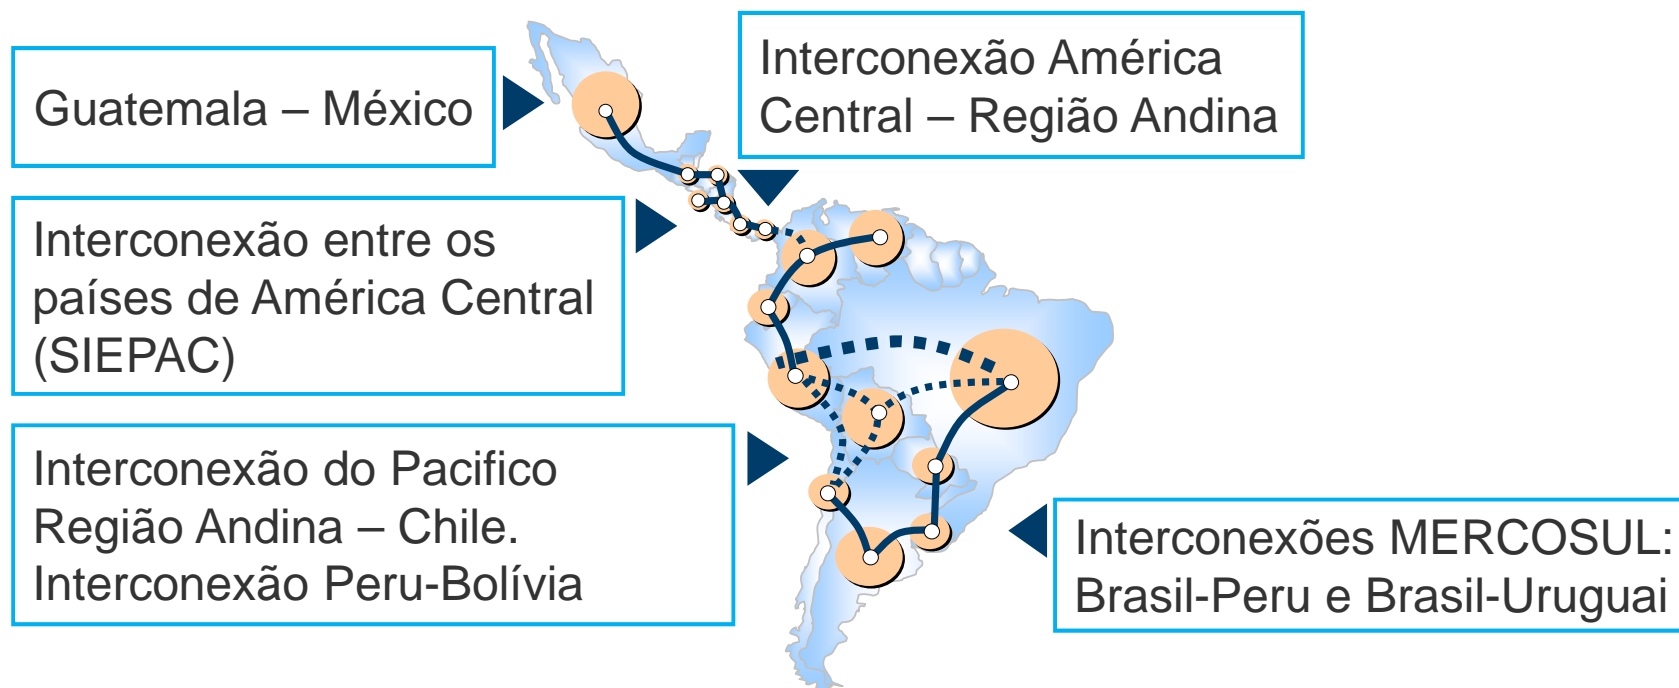 Guatemala – México
Interconexão América
Central – Região Andina
Interconexão entre os
países de América Central
(SIEPAC)
Interconexão do Pacifico
Região Andina – Chile.
Interconexão Peru-Bolívia
Interconexões MERCOSUL:
Brasil-Peru e Brasil-Uruguai